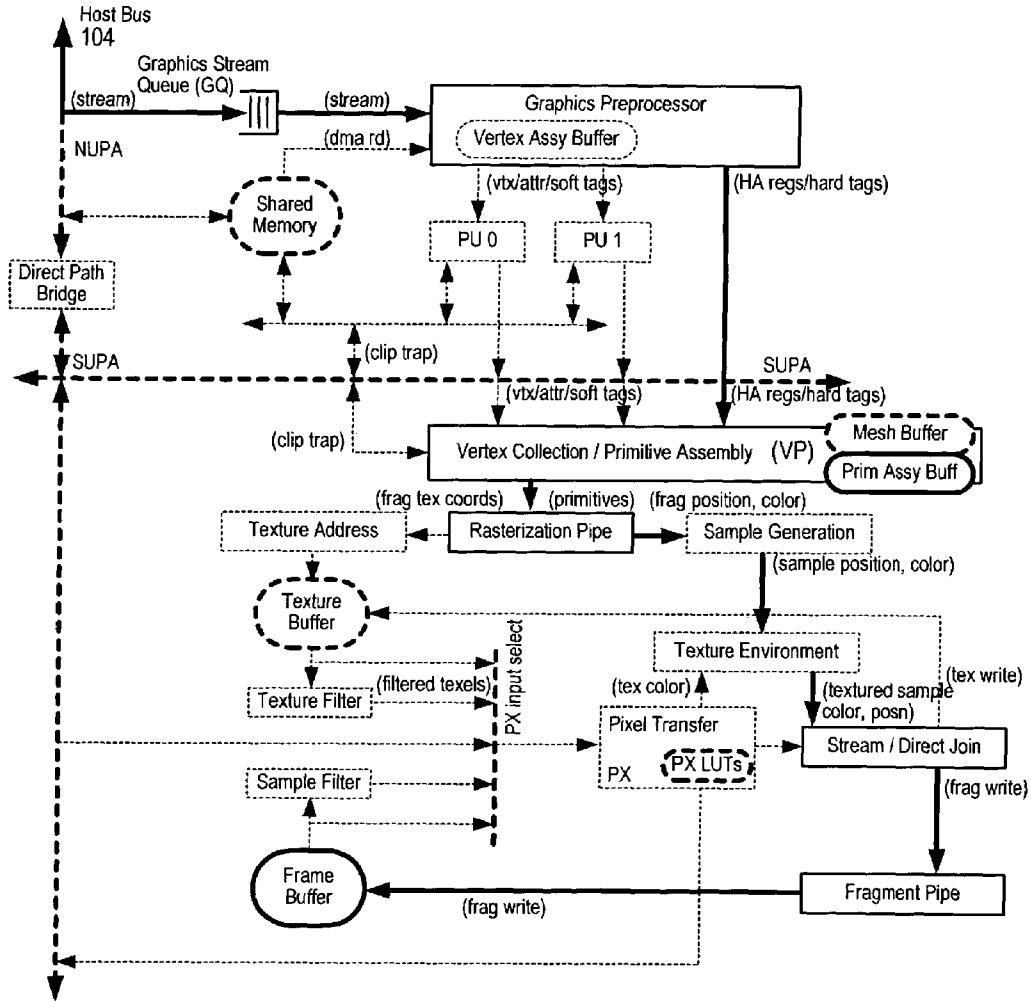 Host Bus
104
Graphics Stream
Queue (GQ)
(stream)
(stream)
Graphics Preprocessor
Vertex Assy Buffer
(dma rd)
NUPA
(vtx/attr/soft tags)
(HA regs/hard tags)
Shared
Memory
PU 0
PU 1
Direct Path
Bridge
(clip trap)
SUPA
SUPA
(vtx/attr/soft tags)
(HA regs/hard tags)
(clip trap)
Mesh Buffer
Vertex Collection / Primitive Assembly (VP)
Prim Assy Buff
(frag tex coords)
(primitives)
(frag position, color)
Texture Address
Rasterization Pipe
Sample Generation
(sample position, color)
Texture
Buffer
PX input select
Texture Environment
(filtered texels)
(tex color)
(tex write)
Texture Filter
(textured sample
color, posn)
Pixel Transfer
Stream / Direct Join
PX LUTs
PX
Sample Filter
(frag write)
Frame
Buffer
Fragment Pipe
(frag write)